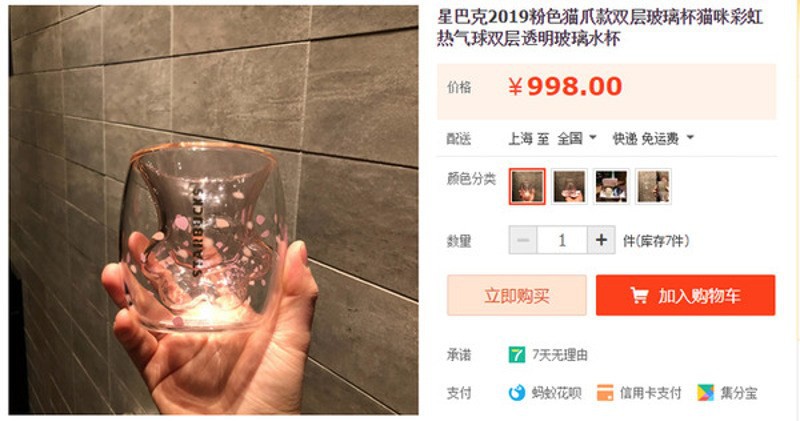 星巴克2019粉色猫爪款双层玻璃杯猫咪彩虹
热气球双层透明玻璃水杯
价格 ¥998.00
配送 上海 至 全国 快递 免运费
颜色分类
数量 − 1 + 件(库存7件)
立即购买 加入购物车
承诺 7 7天无理由
支付 蚂蚁花呗 信用卡支付 集分宝
STARBUCKS